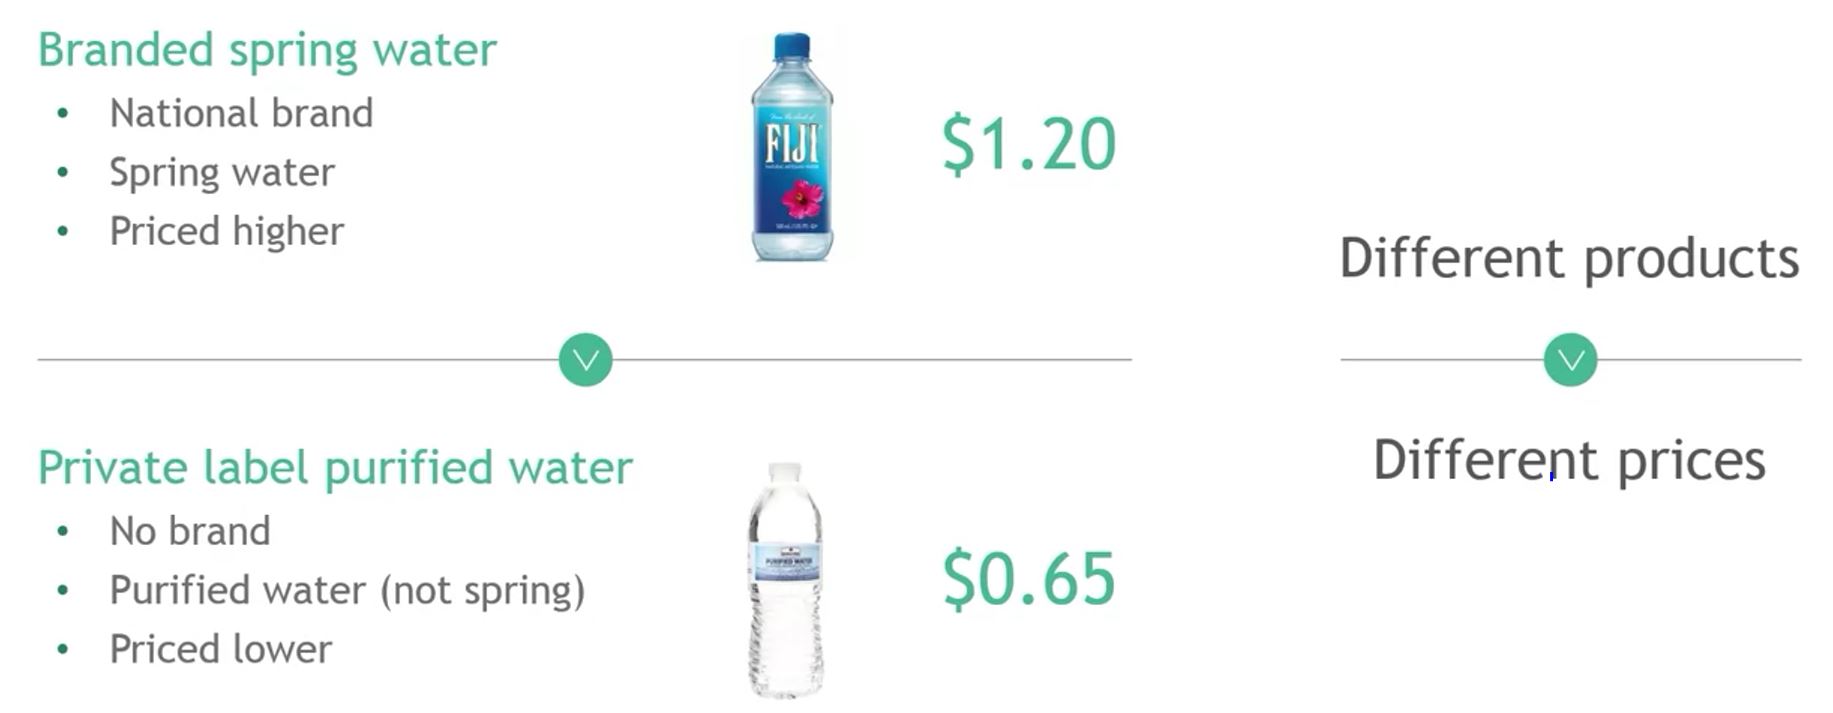 Branded spring water
• National brand
• Spring water
• Priced higher
FIJI
$1.20
Private label purified water
• No brand
• Purified water (not spring)
• Priced lower
PURIFIED WATER
$0.65
Different products
Different prices